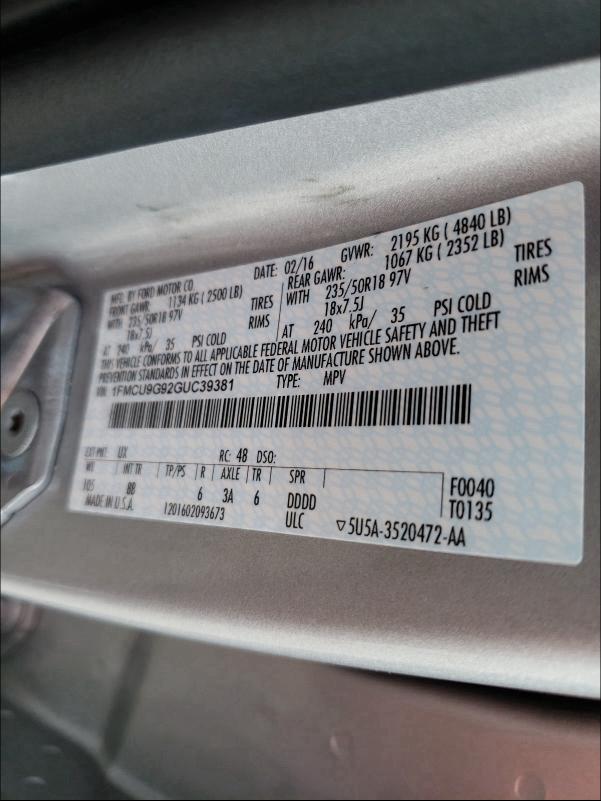 MFD. BY FORD MOTOR CO. DATE: 02/16 GVWR: 2195 KG ( 4840 LB)
FRONT GAWR: 1134 KG ( 2500 LB) REAR GAWR: 1067 KG ( 2352 LB)
WITH 235/50R18 97V TIRES WITH 235/50R18 97V TIRES
18x7.5J RIMS 18x7.5J RIMS
AT 240 kPa/ 35 PSI COLD AT 240 kPa/ 35 PSI COLD
THIS VEHICLE CONFORMS TO ALL APPLICABLE FEDERAL MOTOR VEHICLE SAFETY AND THEFT
PREVENTION STANDARDS IN EFFECT ON THE DATE OF MANUFACTURE SHOWN ABOVE.
VIN: 1FMCU9G92GUC39381 TYPE: MPV
EXT PNT: UX RC: 48 DSO:
WB INT TR TP/PS R AXLE TR SPR
105 BB 6 3A 6 DDDD F0040
MADE IN U.S.A. 1201602093673 ULC T0135
▽5U5A-3520472-AA